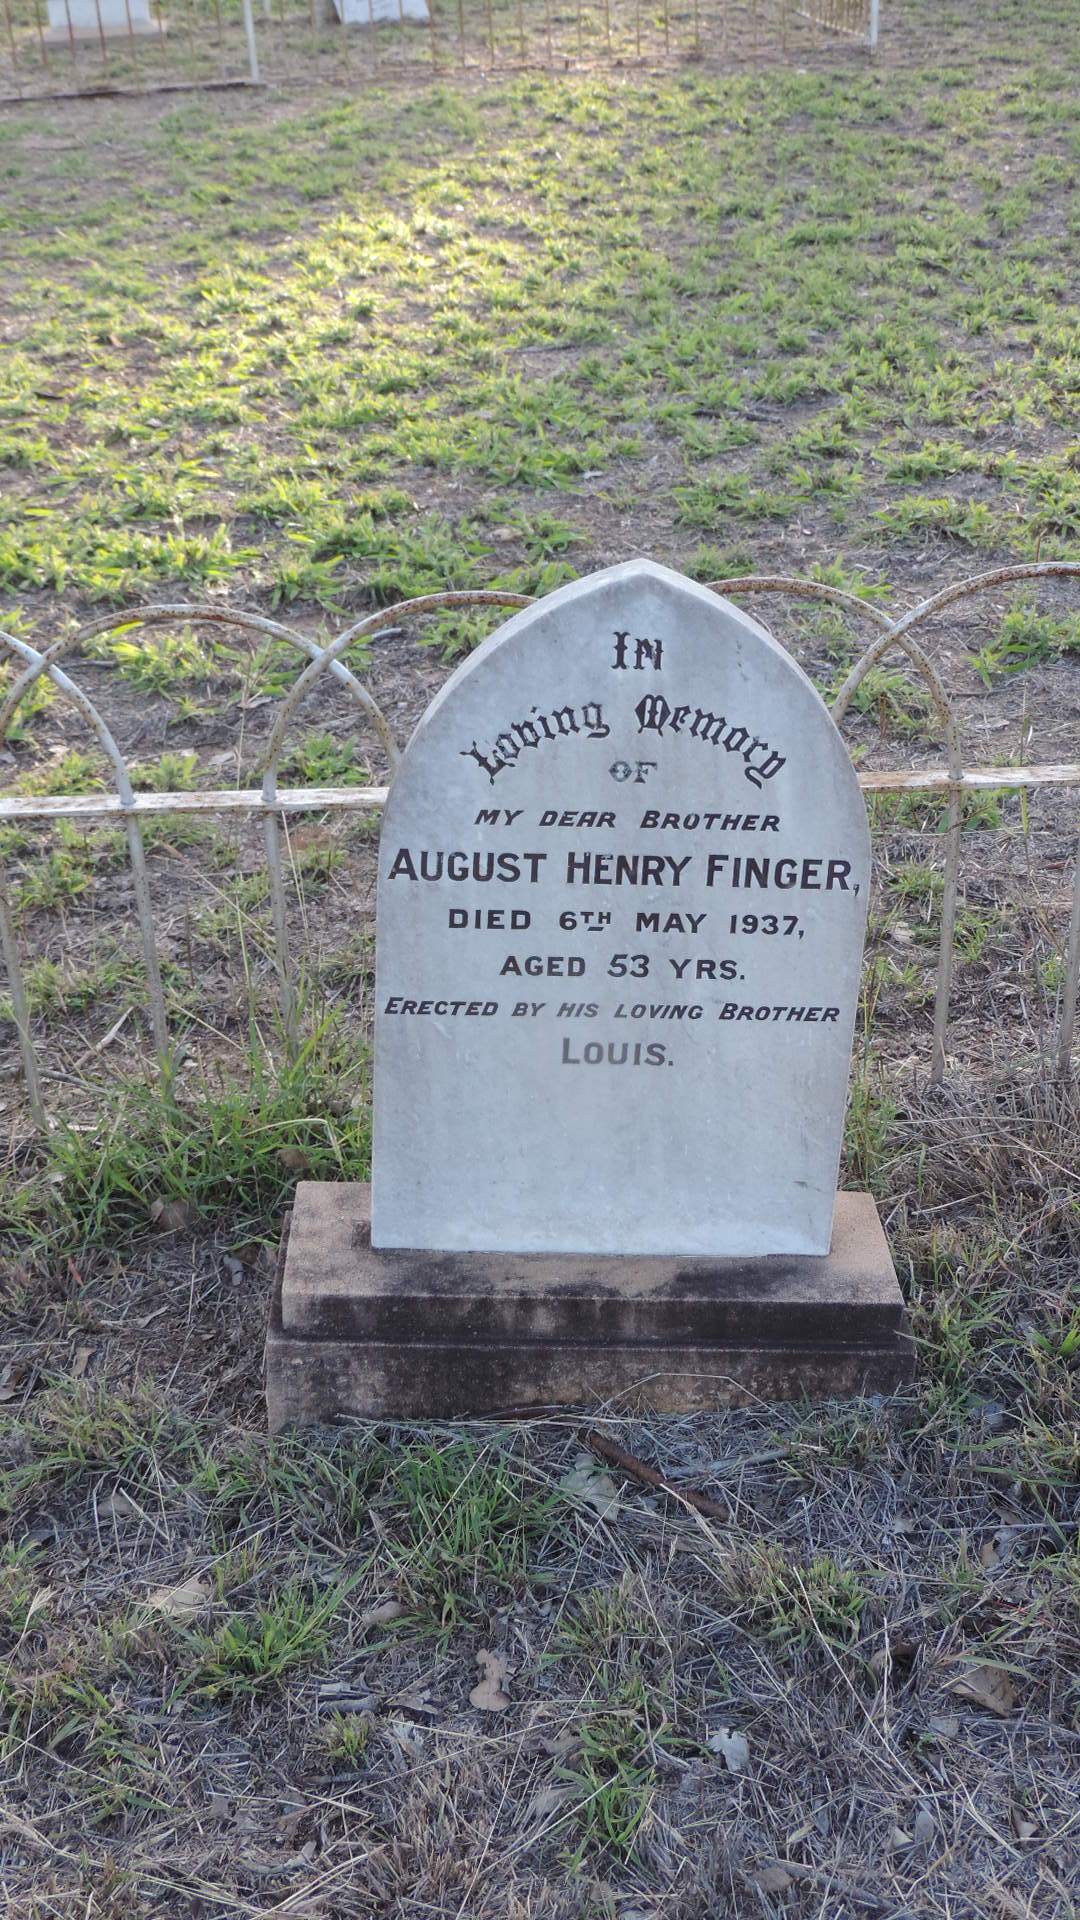 In
Loving Memory
OF
MY DEAR BROTHER
AUGUST HENRY FINGER,
DIED 6TH MAY 1937,
AGED 53 YRS.
ERECTED BY HIS LOVING BROTHER
LOUIS.